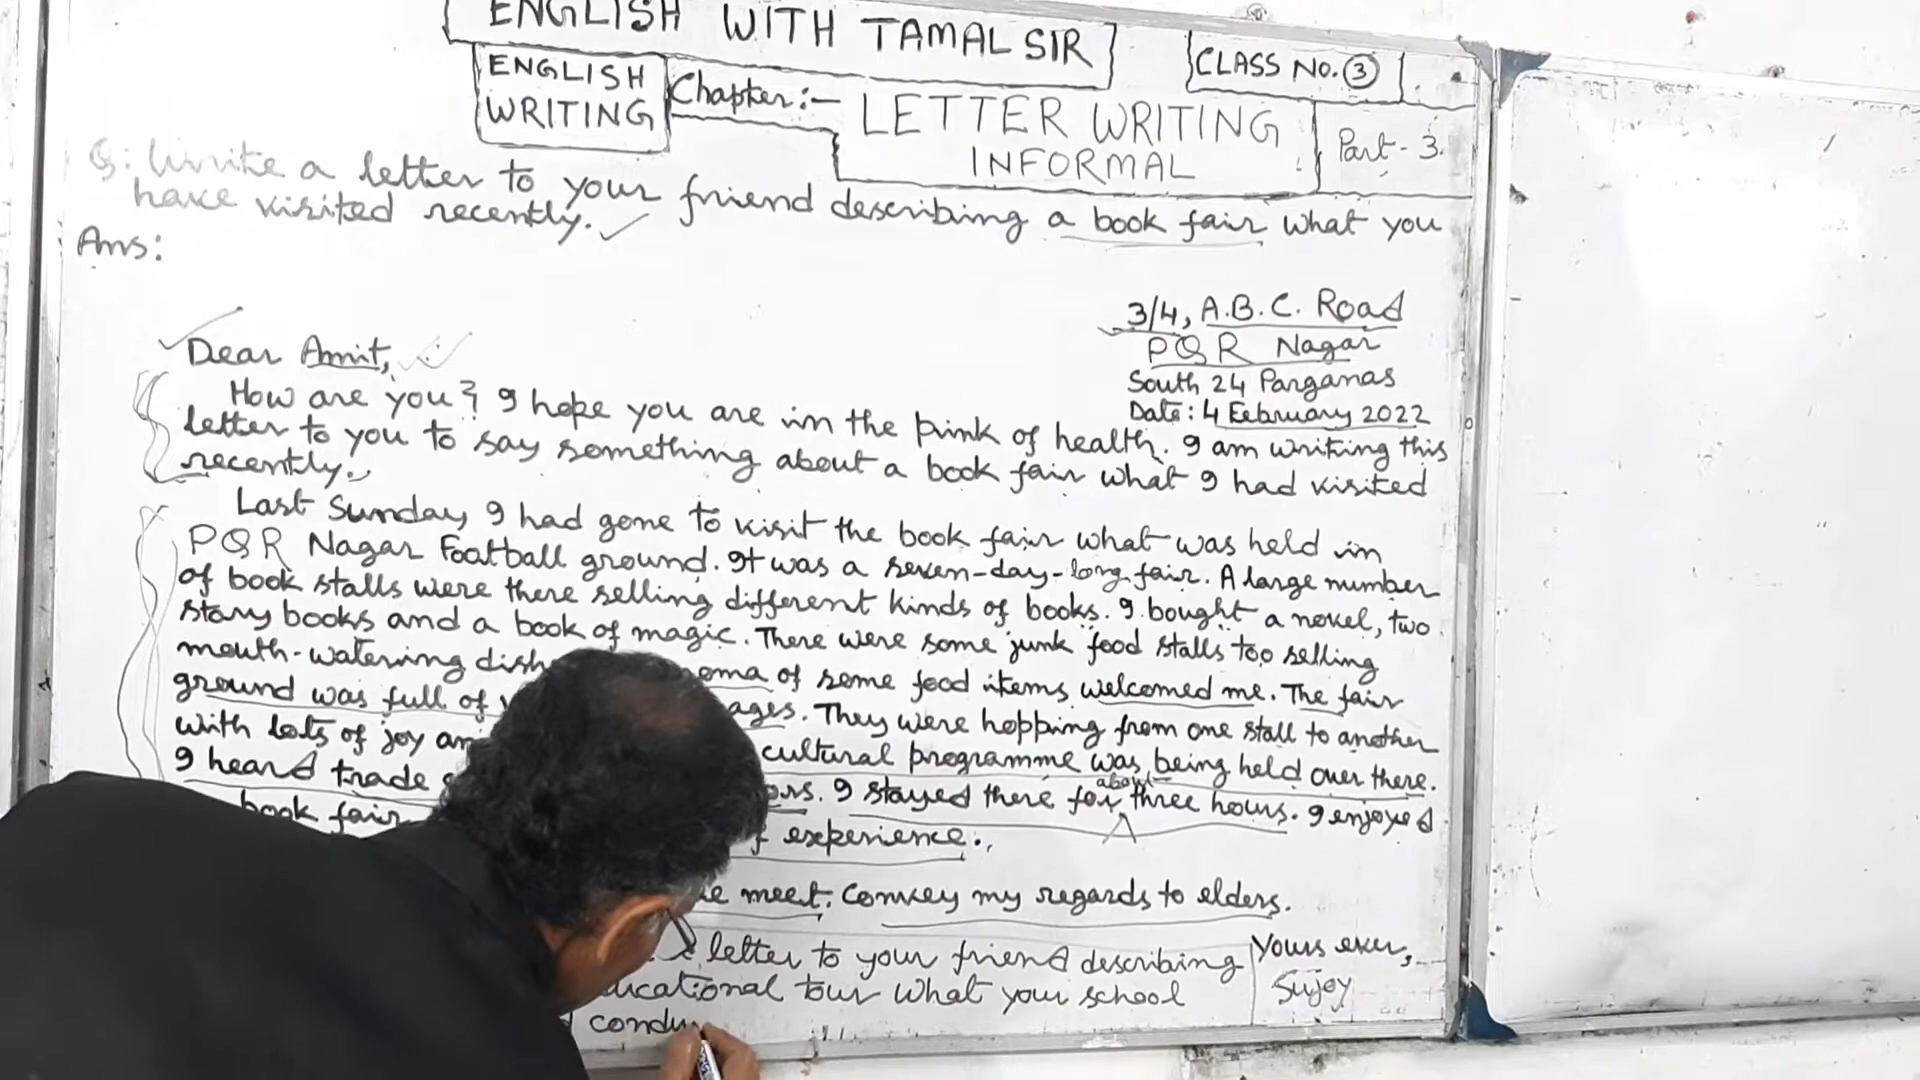 ENGLISH WITH TAMAL SIR
CLASS NO. 3
ENGLISH WRITING
Chapter:-
LETTER WRITING
INFORMAL
Part-3.
Q: Write a letter to your friend describing a book fair what you
have visited recently.
Ans:
3/4, A.B.C. Road
PQR Nagar
South 24 Parganas
Date: 4 February 2022
Dear Amit,
How are you? I hope you are in the pink of health. I am writing this
letter to you to say something about a book fair what I had visited
recently.
Last Sunday I had gone to visit the book fair what was held in
PQR Nagar Football ground. It was a seven-day-long fair. A large number
of book stalls were there selling different kinds of books. I bought a novel, two
story books and a book of magic. There were some junk food stalls too selling
mouth-watering of some food items welcomed me. The fair
ground was full of ages. They were hopping from one stall to another
with lots of joy cultural programme was being held over there.
I heard trade I stayed there for about three hours. I enjoyed
book fair experience.
meet. Convey my regards to elders.
Yours ever,
Sujoy
letter to your friend describing
tour what your school